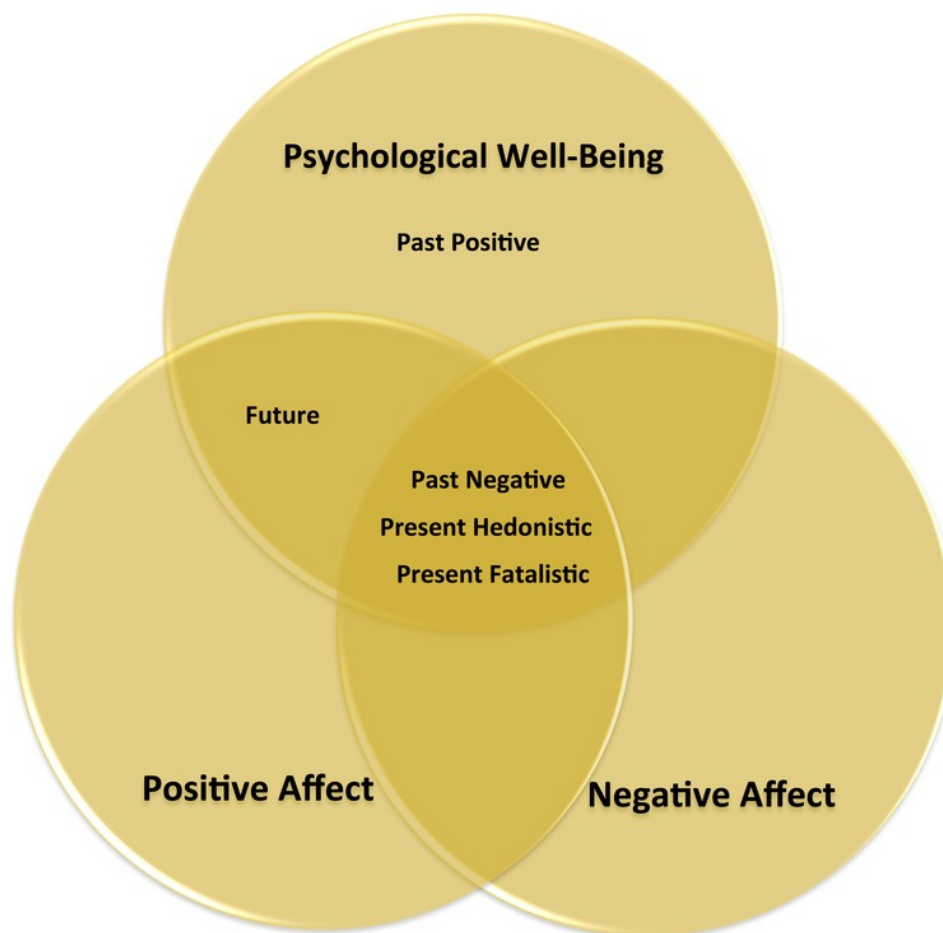 Psychological Well-Being
Past Positive
Future
Past Negative
Present Hedonistic
Present Fatalistic
Positive Affect
Negative Affect